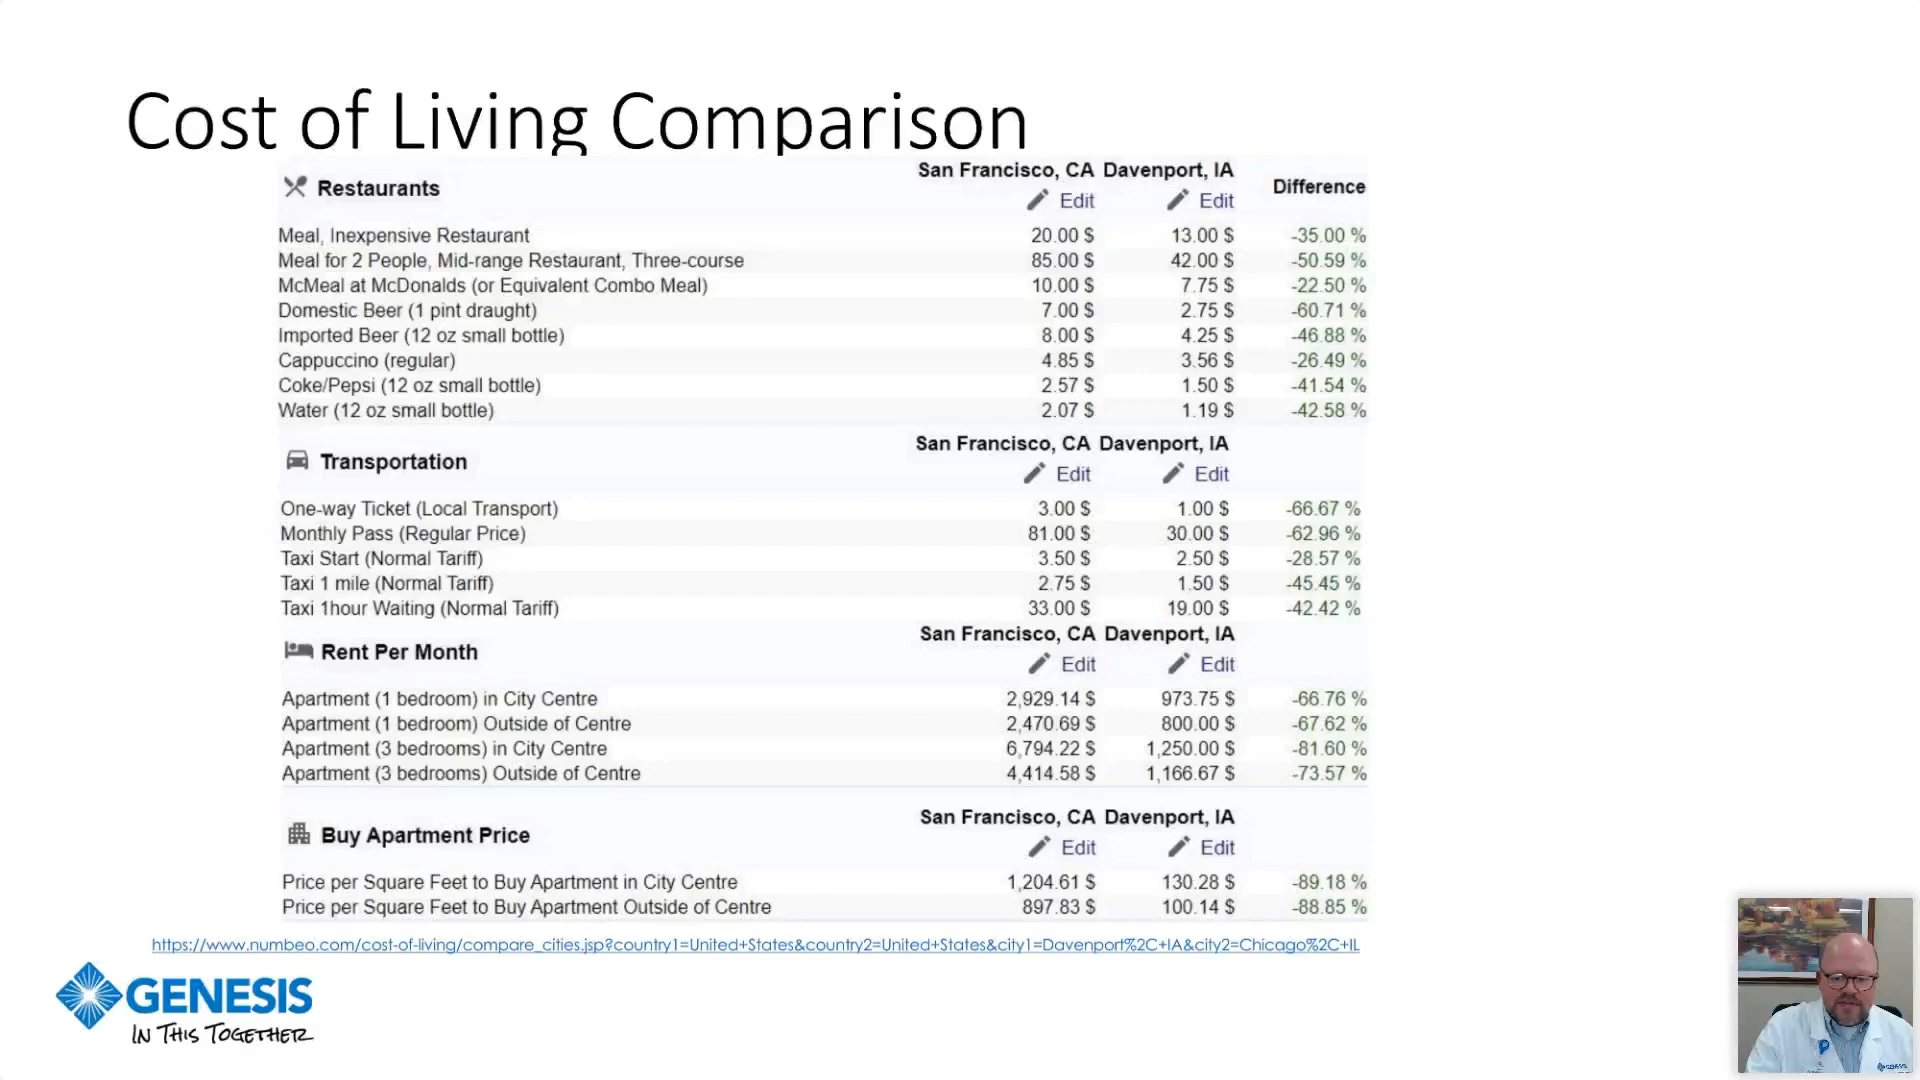 Cost of Living Comparison
Restaurants San Francisco, CA Davenport, IA Difference
Edit Edit
Meal, Inexpensive Restaurant 20.00 $ 13.00 $ -35.00 %
Meal for 2 People, Mid-range Restaurant, Three-course 85.00 $ 42.00 $ -50.59 %
McMeal at McDonalds (or Equivalent Combo Meal) 10.00 $ 7.75 $ -22.50 %
Domestic Beer (1 pint draught) 7.00 $ 2.75 $ -60.71 %
Imported Beer (12 oz small bottle) 8.00 $ 4.25 $ -46.88 %
Cappuccino (regular) 4.85 $ 3.56 $ -26.49 %
Coke/Pepsi (12 oz small bottle) 2.57 $ 1.50 $ -41.54 %
Water (12 oz small bottle) 2.07 $ 1.19 $ -42.58 %
Transportation San Francisco, CA Davenport, IA
Edit Edit
One-way Ticket (Local Transport) 3.00 $ 1.00 $ -66.67 %
Monthly Pass (Regular Price) 81.00 $ 30.00 $ -62.96 %
Taxi Start (Normal Tariff) 3.50 $ 2.50 $ -28.57 %
Taxi 1 mile (Normal Tariff) 2.75 $ 1.50 $ -45.45 %
Taxi 1hour Waiting (Normal Tariff) 33.00 $ 19.00 $ -42.42 %
Rent Per Month San Francisco, CA Davenport, IA
Edit Edit
Apartment (1 bedroom) in City Centre 2,929.14 $ 973.75 $ -66.76 %
Apartment (1 bedroom) Outside of Centre 2,470.69 $ 800.00 $ -67.62 %
Apartment (3 bedrooms) in City Centre 6,794.22 $ 1,250.00 $ -81.60 %
Apartment (3 bedrooms) Outside of Centre 4,414.58 $ 1,166.67 $ -73.57 %
Buy Apartment Price San Francisco, CA Davenport, IA
Edit Edit
Price per Square Feet to Buy Apartment in City Centre 1,204.61 $ 130.28 $ -89.18 %
Price per Square Feet to Buy Apartment Outside of Centre 897.83 $ 100.14 $ -88.85 %
https://www.numbeo.com/cost-of-living/compare_cities.jsp?country1=United+States&country2=United+States&city1=Davenport%2C+IA&city2=Chicago%2C+IL
GENESIS
IN THIS TOGETHER
GENESIS